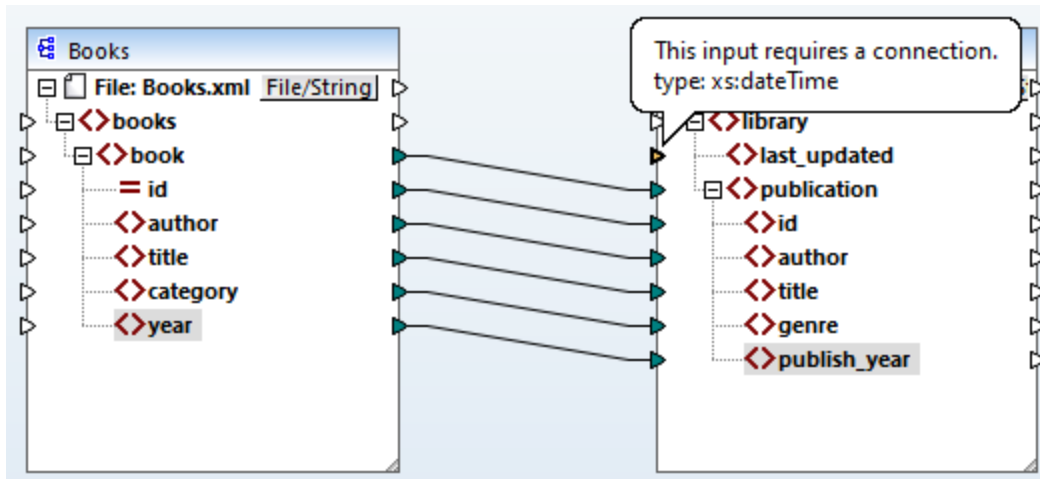 Books
File: Books.xml File/String
books
book
id
author
title
category
year
This input requires a connection.
type: xs:dateTime
library
last_updated
publication
id
author
title
genre
publish_year